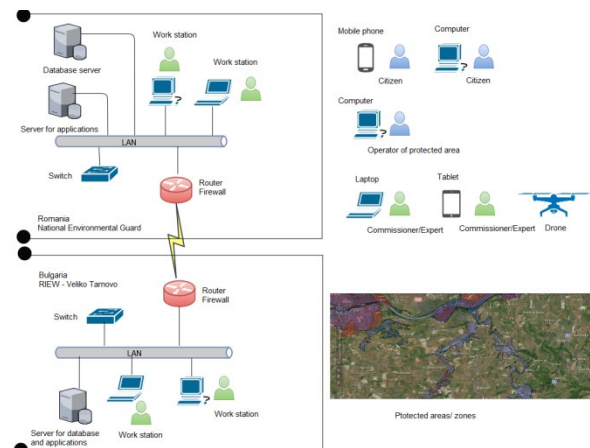 Work station
Work station
Database server
Server for applications
LAN
Switch
Router
Firewall
Romania
National Environmental Guard
Bulgaria
RIEW - Veliko Tarnovo
Router
Firewall
Switch
LAN
Server for database
and applications
Work station
Work station
Mobile phone
Computer
Citizen
Citizen
Computer
Operator of protected area
Laptop
Tablet
Commissioner/Expert
Commissioner/Expert
Drone
Ptotected areas/ zones